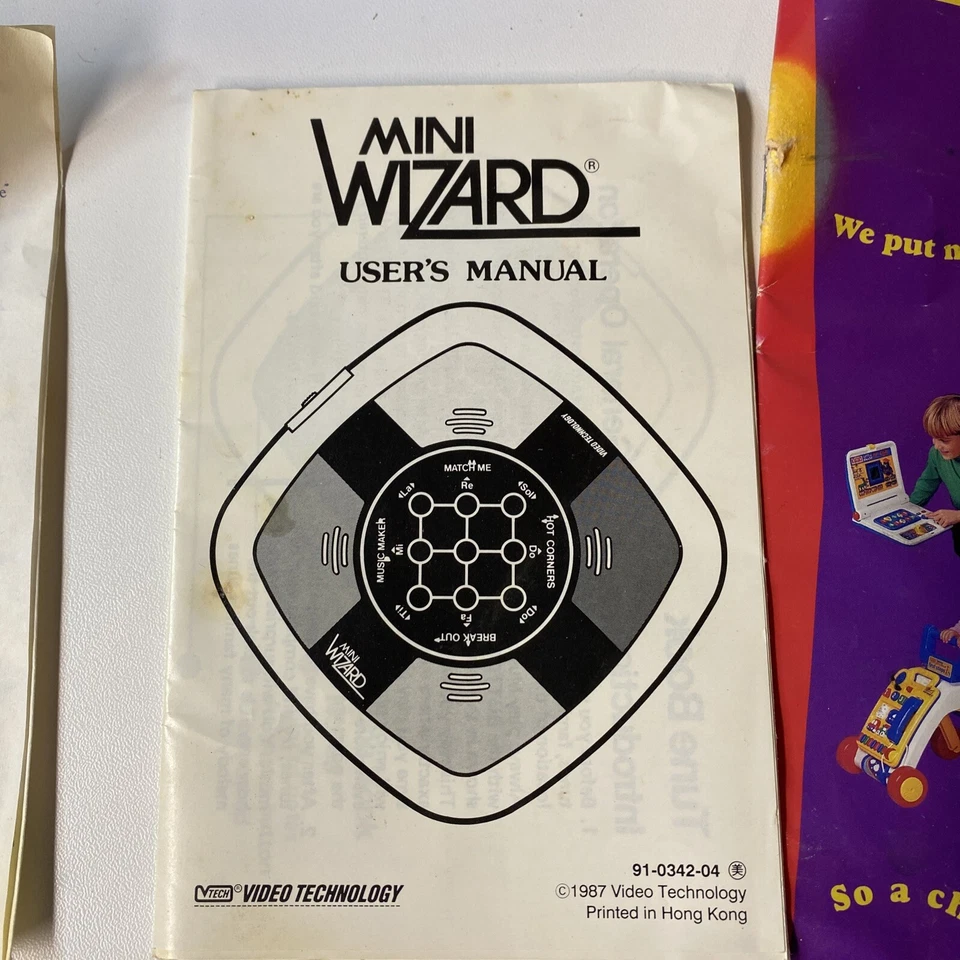 MINI
WIZARD®
USER'S MANUAL
VIDEO TECHNOLOGY
MATCH ME
La
Re
Sol
MUSIC MAKER
Mi
Do
HOT CORNERS
Ti
Fa
Do
BREAK OUT
MINI
WIZARD
VTECH® VIDEO TECHNOLOGY
91-0342-04 美
©1987 Video Technology
Printed in Hong Kong
We put
So a